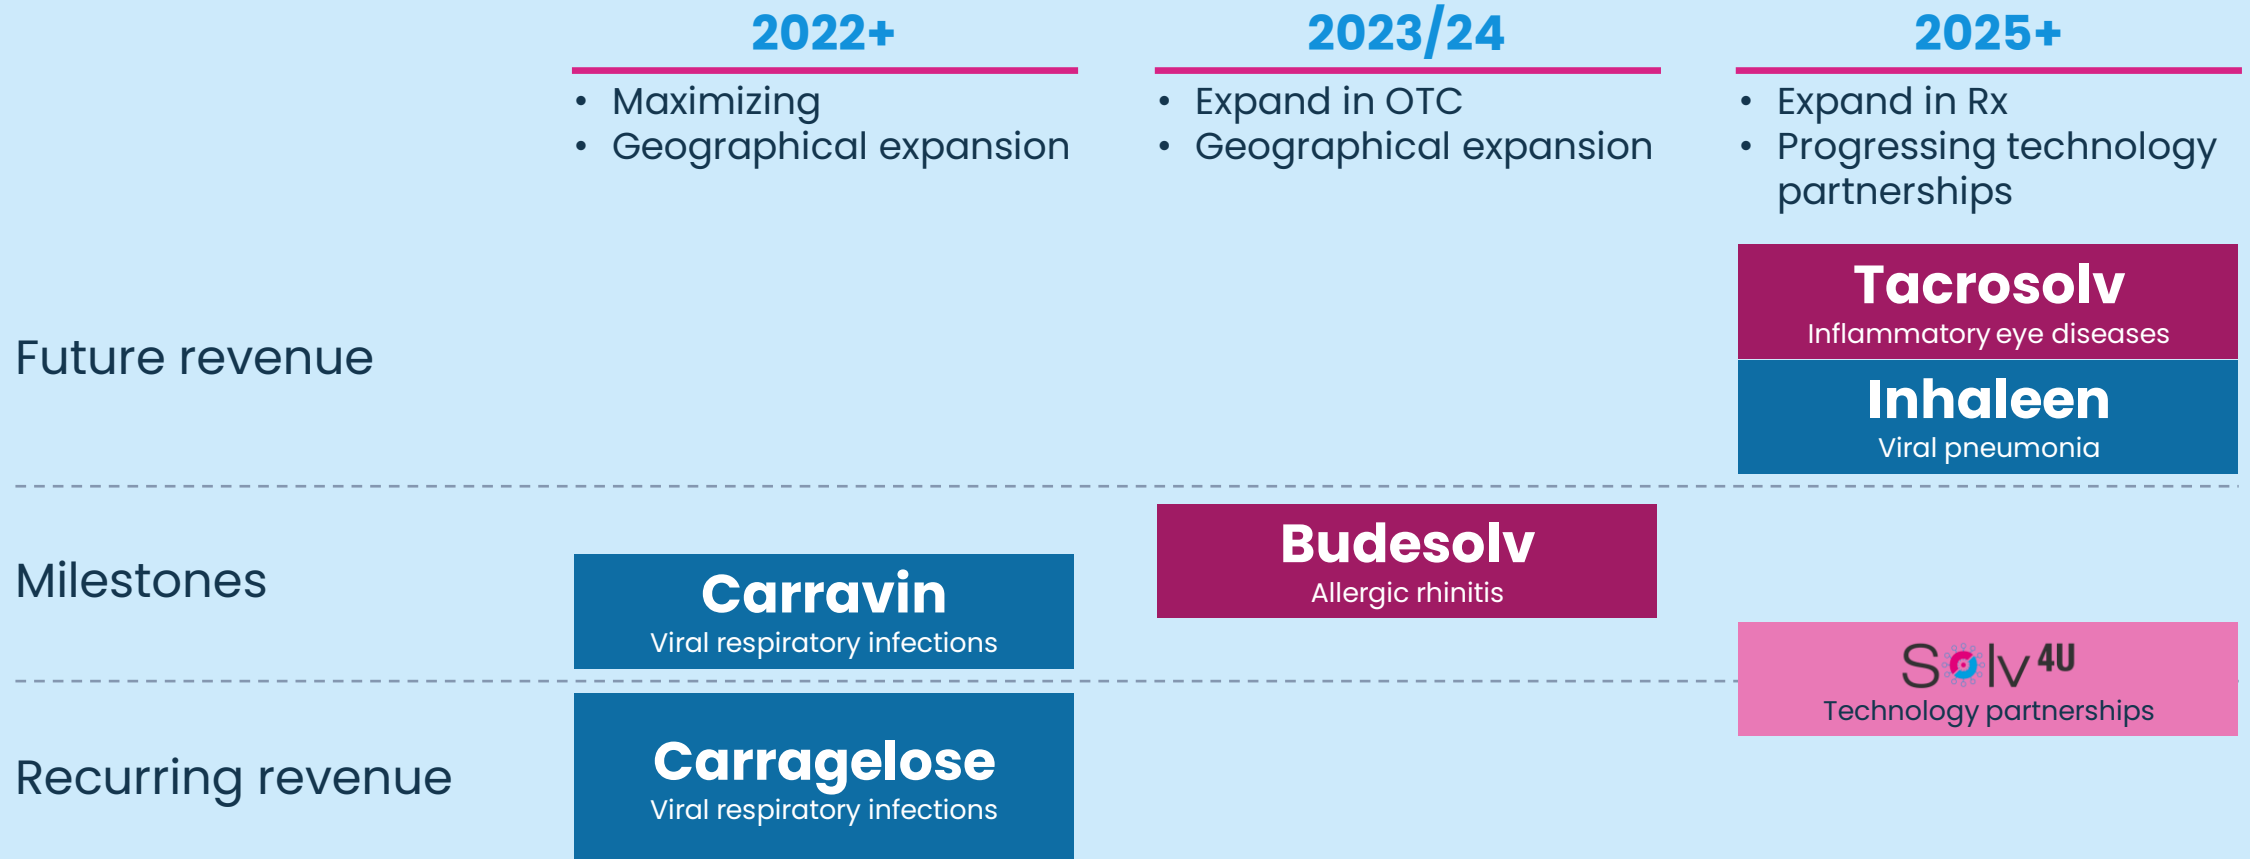 2022+
2023/24
2025+
• Maximizing
• Geographical expansion
• Expand in OTC
• Geographical expansion
• Expand in Rx
• Progressing technology
partnerships
Future revenue
Tacrosolv
Inflammatory eye diseases
Inhaleen
Viral pneumonia
Milestones
Carravin
Viral respiratory infections
Budesolv
Allergic rhinitis
Solv 4U
Technology partnerships
Recurring revenue
Carragelose
Viral respiratory infections